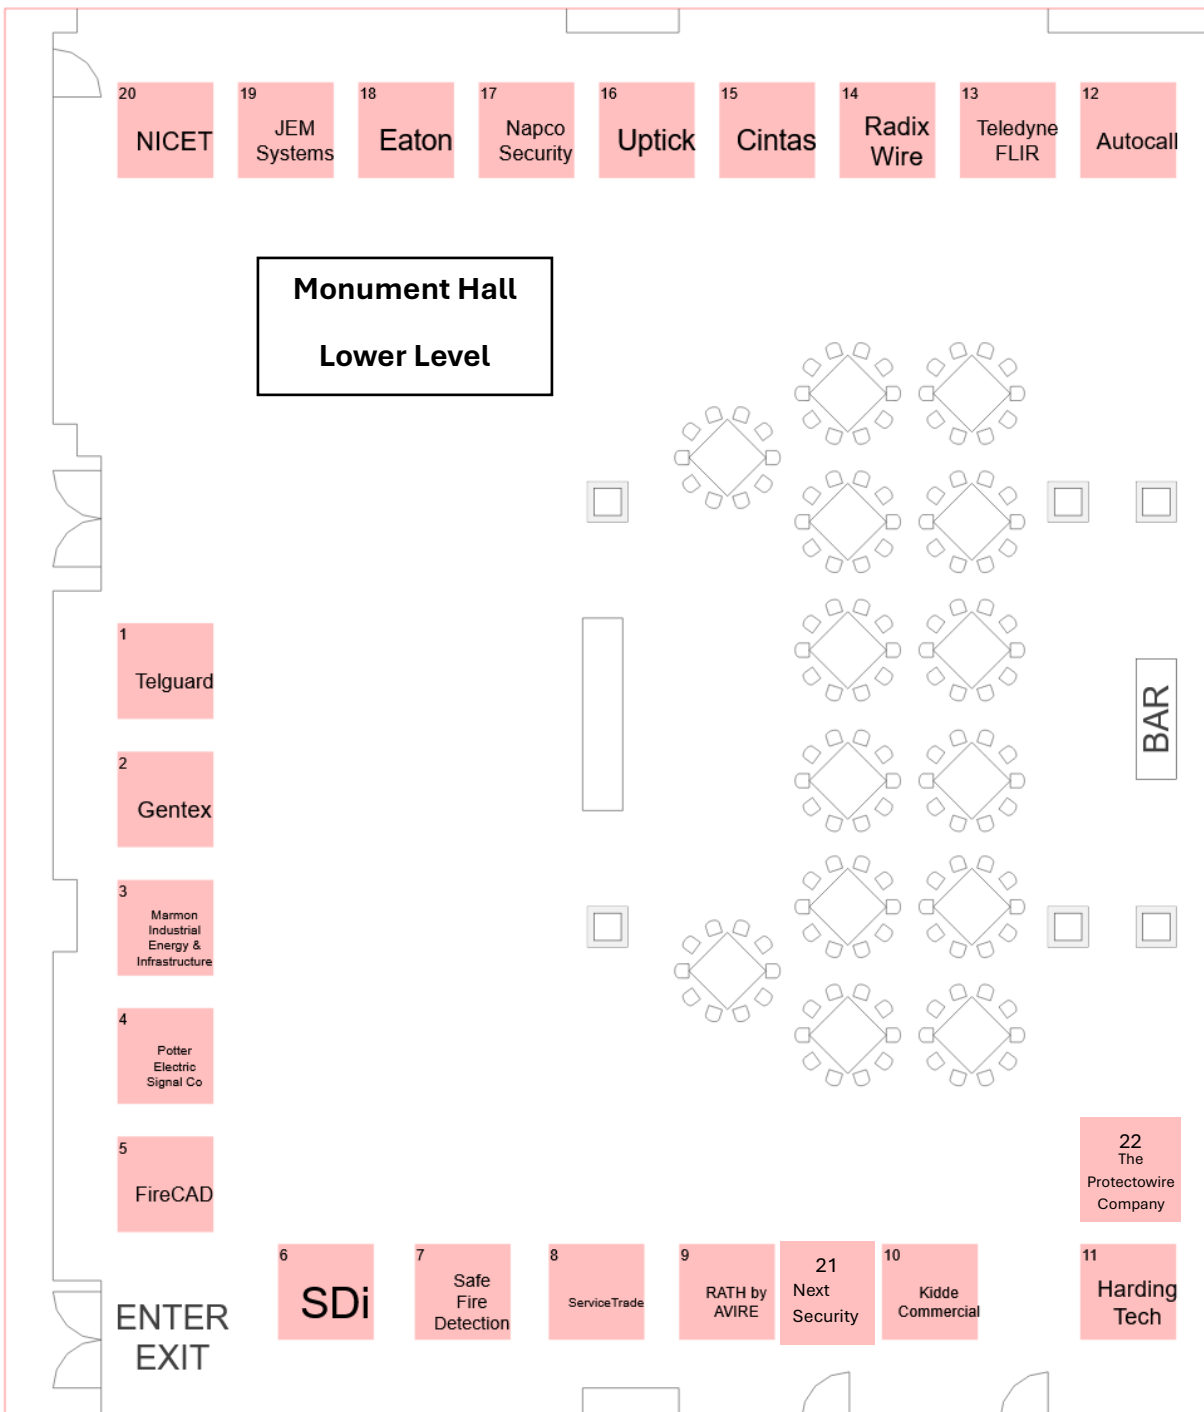 20
NICET
19
JEM
Systems
18
Eaton
17
Napco
Security
16
Uptick
15
Cintas
14
Radix
Wire
13
Teledyne
FLIR
12
Autocall
Monument Hall
Lower Level
1
Telguard
2
Gentex
3
Marmon
Industrial
Energy &
Infrastructure
4
Potter
Electric
Signal Co
5
FireCAD
BAR
22
The
Protectowire
Company
6
SDi
7
Safe
Fire
Detection
8
ServiceTrade
9
RATH by
AVIRE
21
Next
Security
10
Kidde
Commercial
11
Harding
Tech
ENTER
EXIT